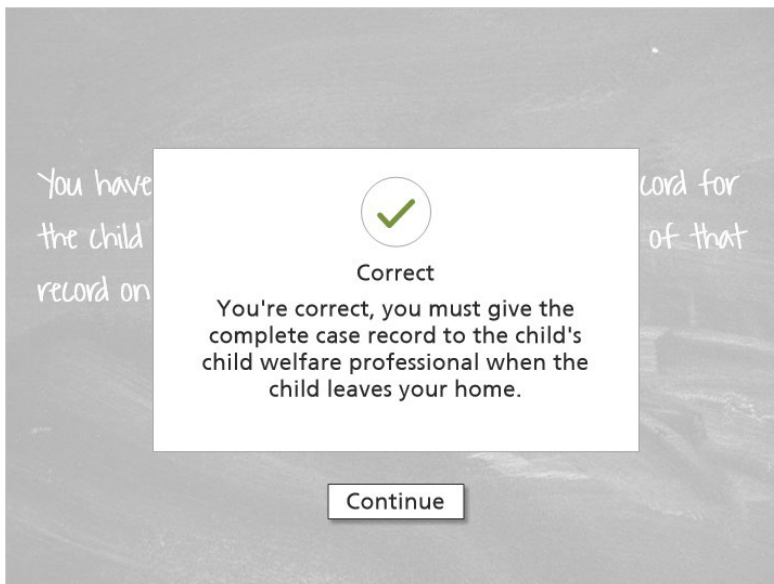 You have
cord for
the child
of that
record on
Correct
You're correct, you must give the
complete case record to the child's
child welfare professional when the
child leaves your home.
Continue